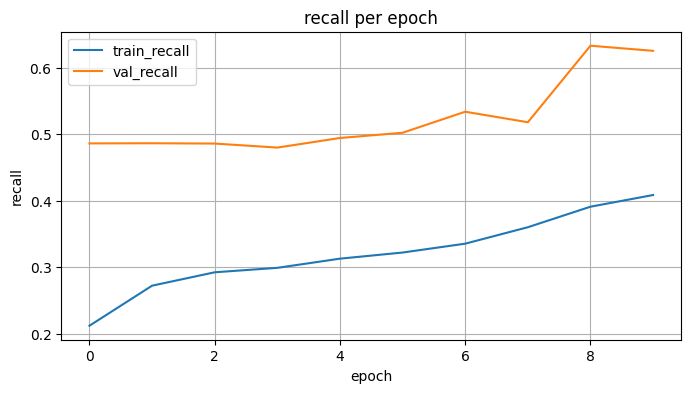 recall per epoch
train_recall
val_recall
recall
0.6
0.5
0.4
0.3
0.2
0 2 4 6 8
epoch